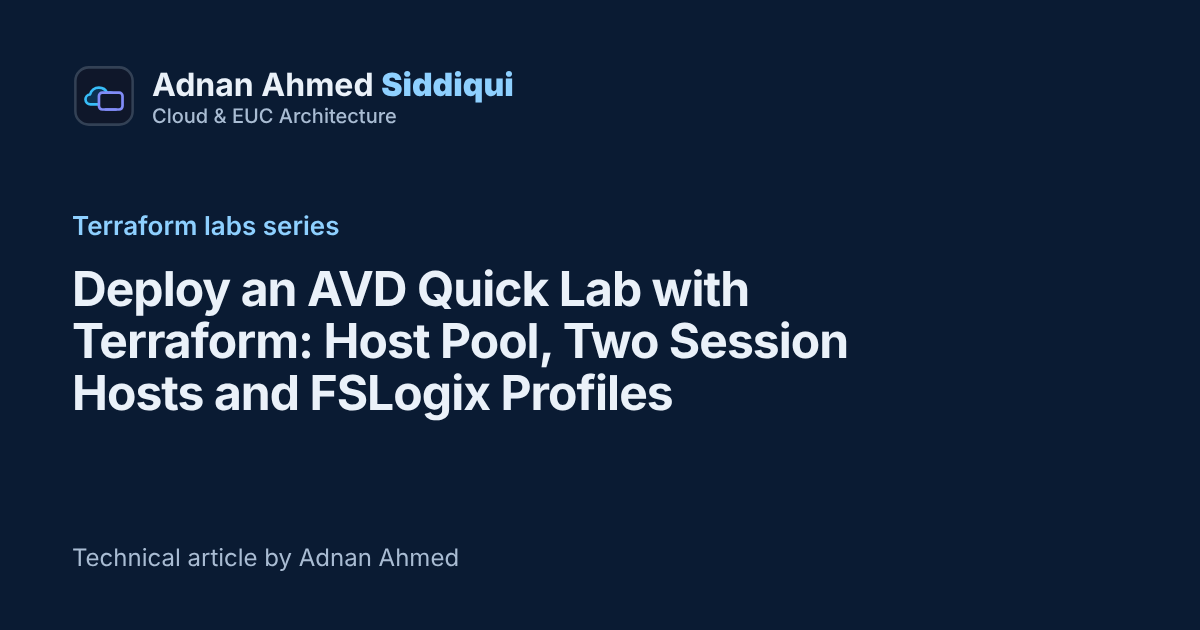 Adnan Ahmed Siddiqui
Cloud & EUC Architecture
Terraform labs series
Deploy an AVD Quick Lab with
Terraform: Host Pool, Two Session
Hosts and FSLogix Profiles
Technical article by Adnan Ahmed